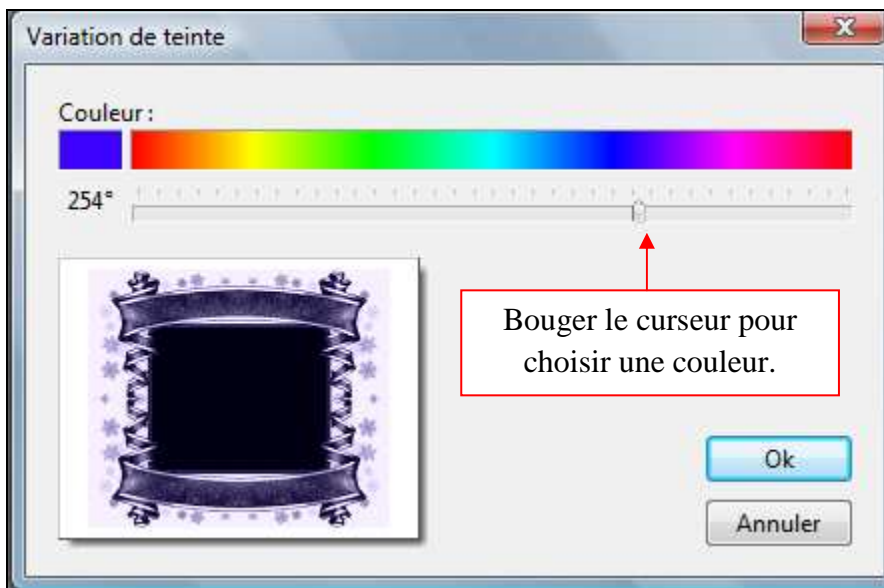 Variation de teinte
Couleur :
254°
Bouger le curseur pour
choisir une couleur.
Ok
Annuler